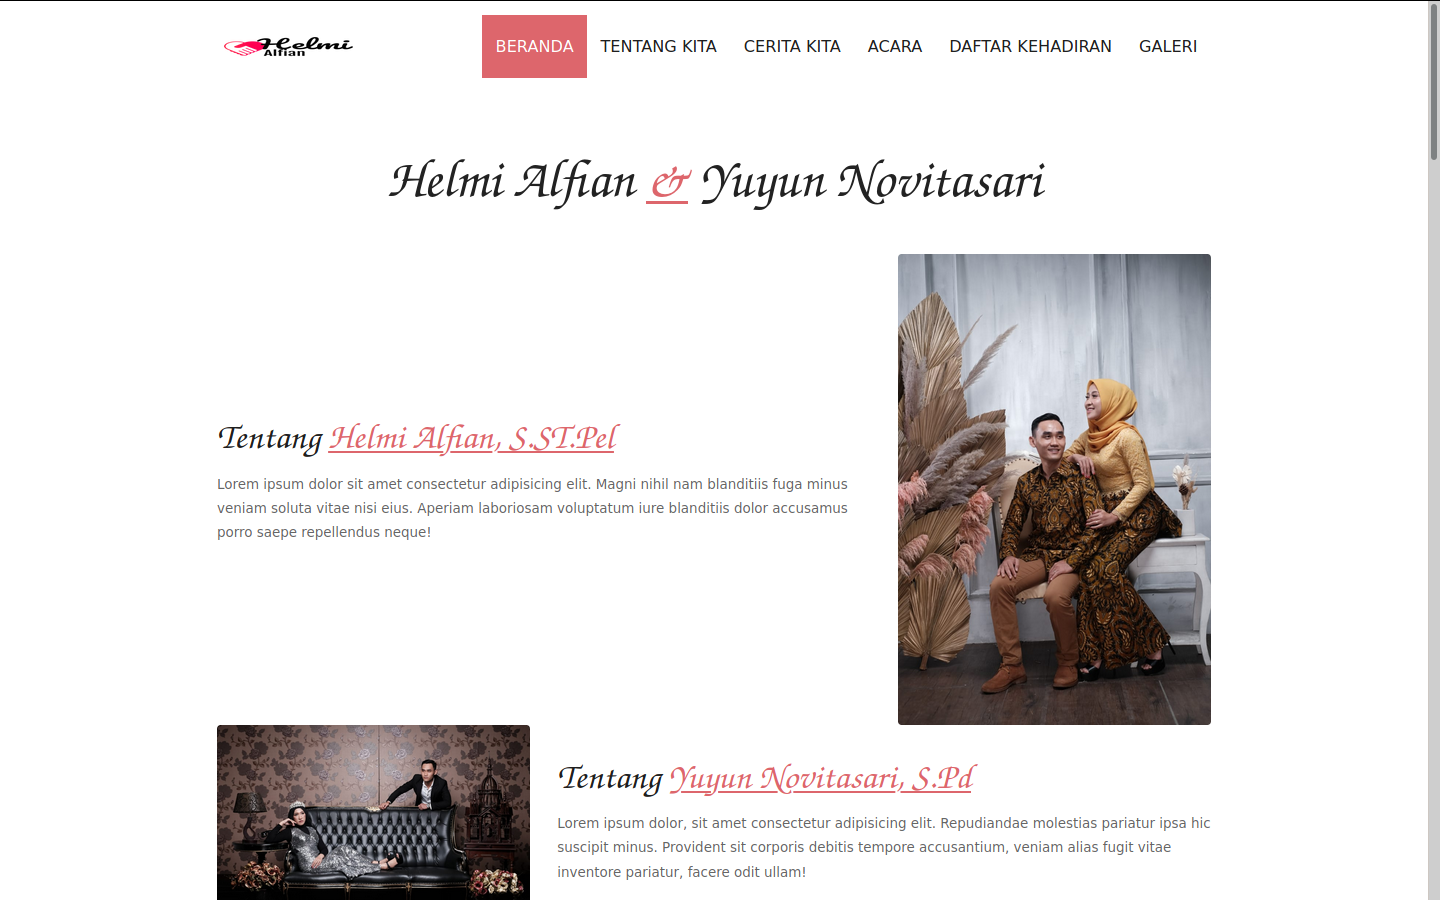 Helmi
Alfian
BERANDA TENTANG KITA CERITA KITA ACARA DAFTAR KEHADIRAN GALERI
Helmi Alfian & Yuyun Novitasari
Tentang Helmi Alfian, S.ST.Pel
Lorem ipsum dolor sit amet consectetur adipisicing elit. Magni nihil nam blanditiis fuga minus
veniam soluta vitae nisi eius. Aperiam laboriosam voluptatum iure blanditiis dolor accusamus
porro saepe repellendus neque!
Tentang Yuyun Novitasari, S.Pd
Lorem ipsum dolor, sit amet consectetur adipisicing elit. Repudiandae molestias pariatur ipsa hic
suscipit minus. Provident sit corporis debitis tempore accusantium, veniam alias fugit vitae
inventore pariatur, facere odit ullam!